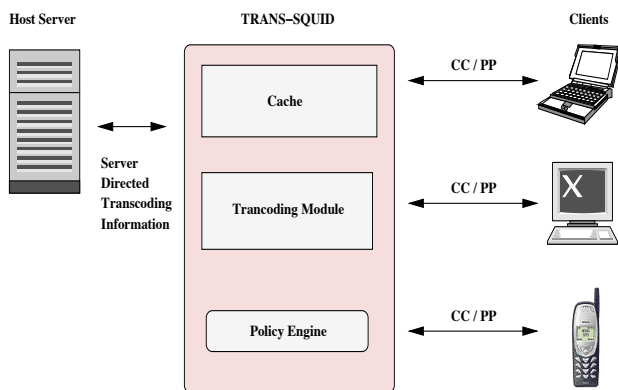 Host Server
TRANS–SQUID
Clients
Cache
Trancoding Module
Policy Engine
Server
Directed
Transcoding
Information
CC / PP
CC / PP
CC / PP
X